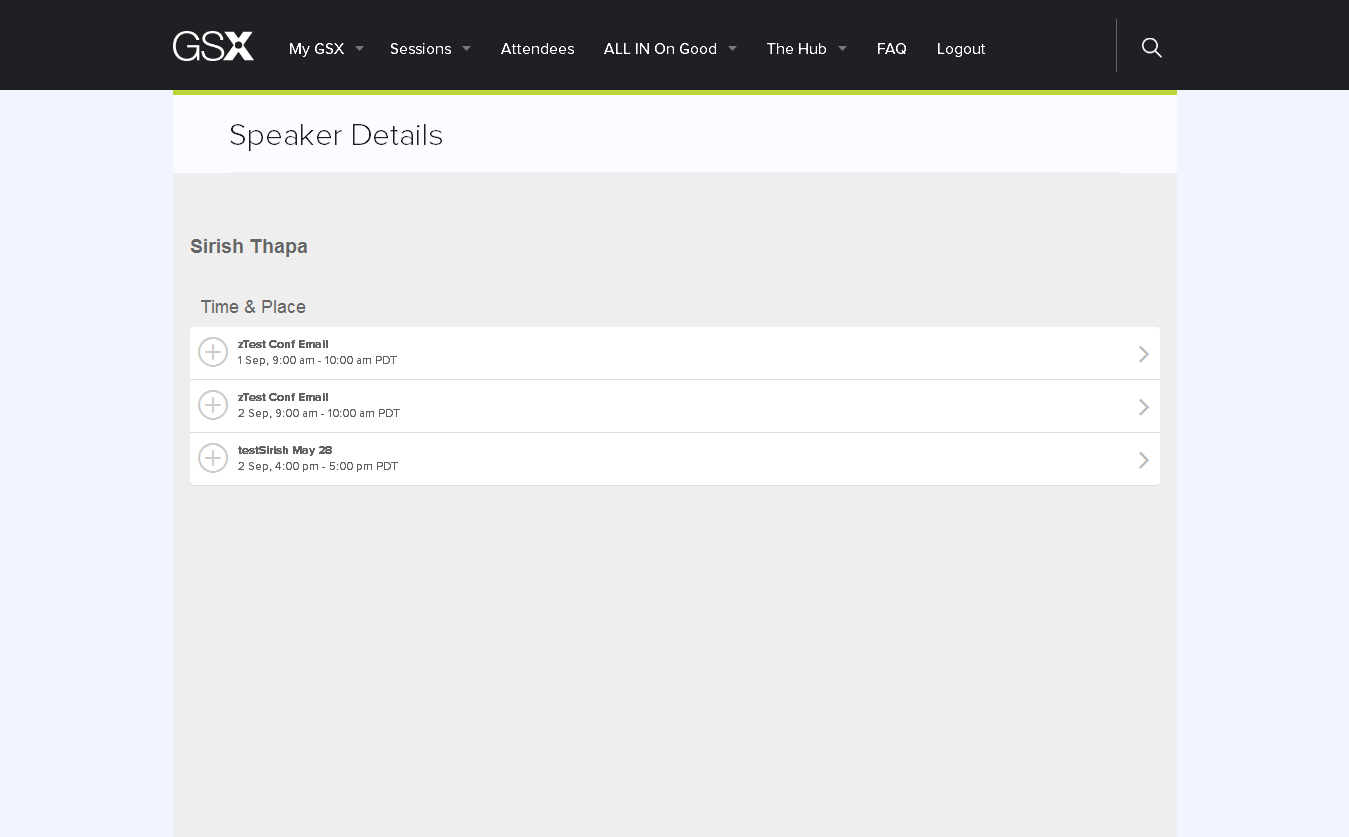 GSX My GSX Sessions Attendees ALL IN On Good The Hub FAQ Logout
Speaker Details
Sirish Thapa
Time & Place
zTest Conf Email
1 Sep, 9:00 am - 10:00 am PDT
zTest Conf Email
2 Sep, 9:00 am - 10:00 am PDT
testSirish May 28
2 Sep, 4:00 pm - 5:00 pm PDT